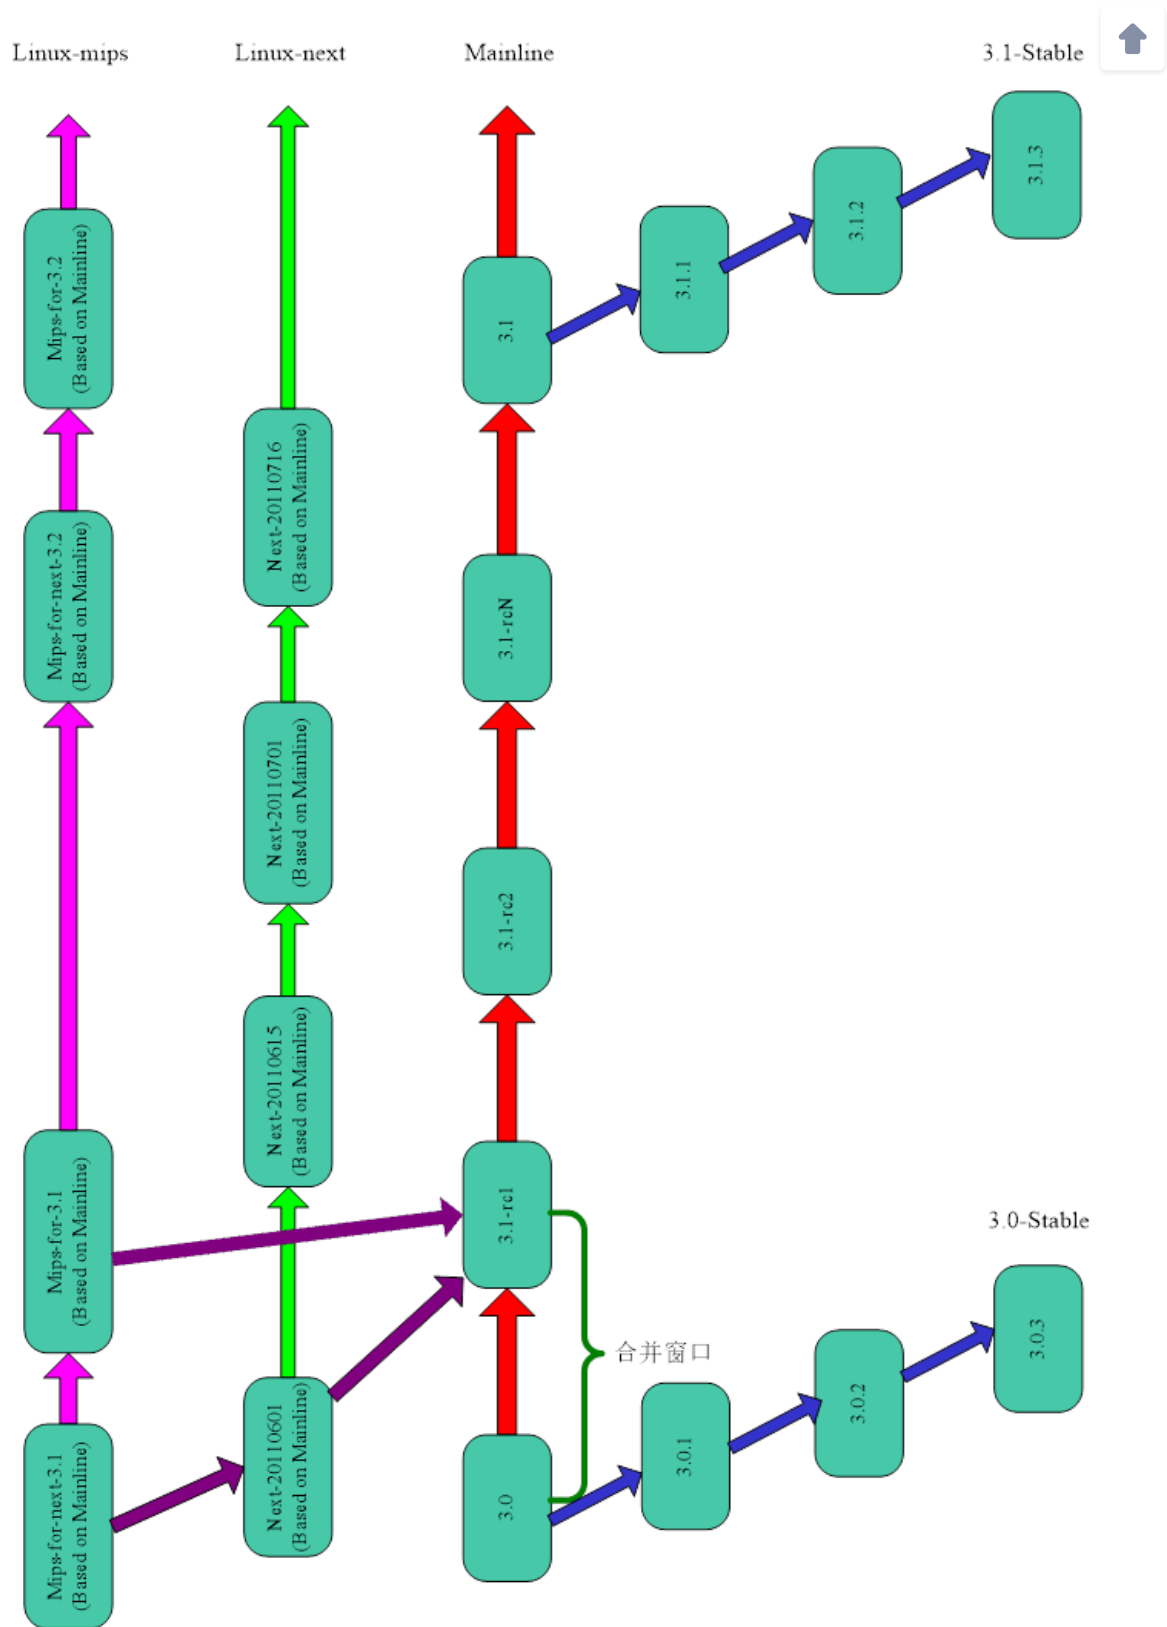 Linux-mips
Linux-next
Mainline
3.1-Stable
Mips-for-3.2
(Based on Mainline)
Mips-for-next-3.2
(Based on Mainline)
Mips-for-3.1
(Based on Mainline)
Mips-for-next-3.1
(Based on Mainline)
Next-20110716
(Based on Mainline)
Next-20110701
(Based on Mainline)
Next-20110615
(Based on Mainline)
Next-20110601
(Based on Mainline)
3.1
3.1-rcN
3.1-rc2
3.1-rc1
3.0
3.1.1
3.1.2
3.1.3
3.0-Stable
合并窗口
3.0.1
3.0.2
3.0.3